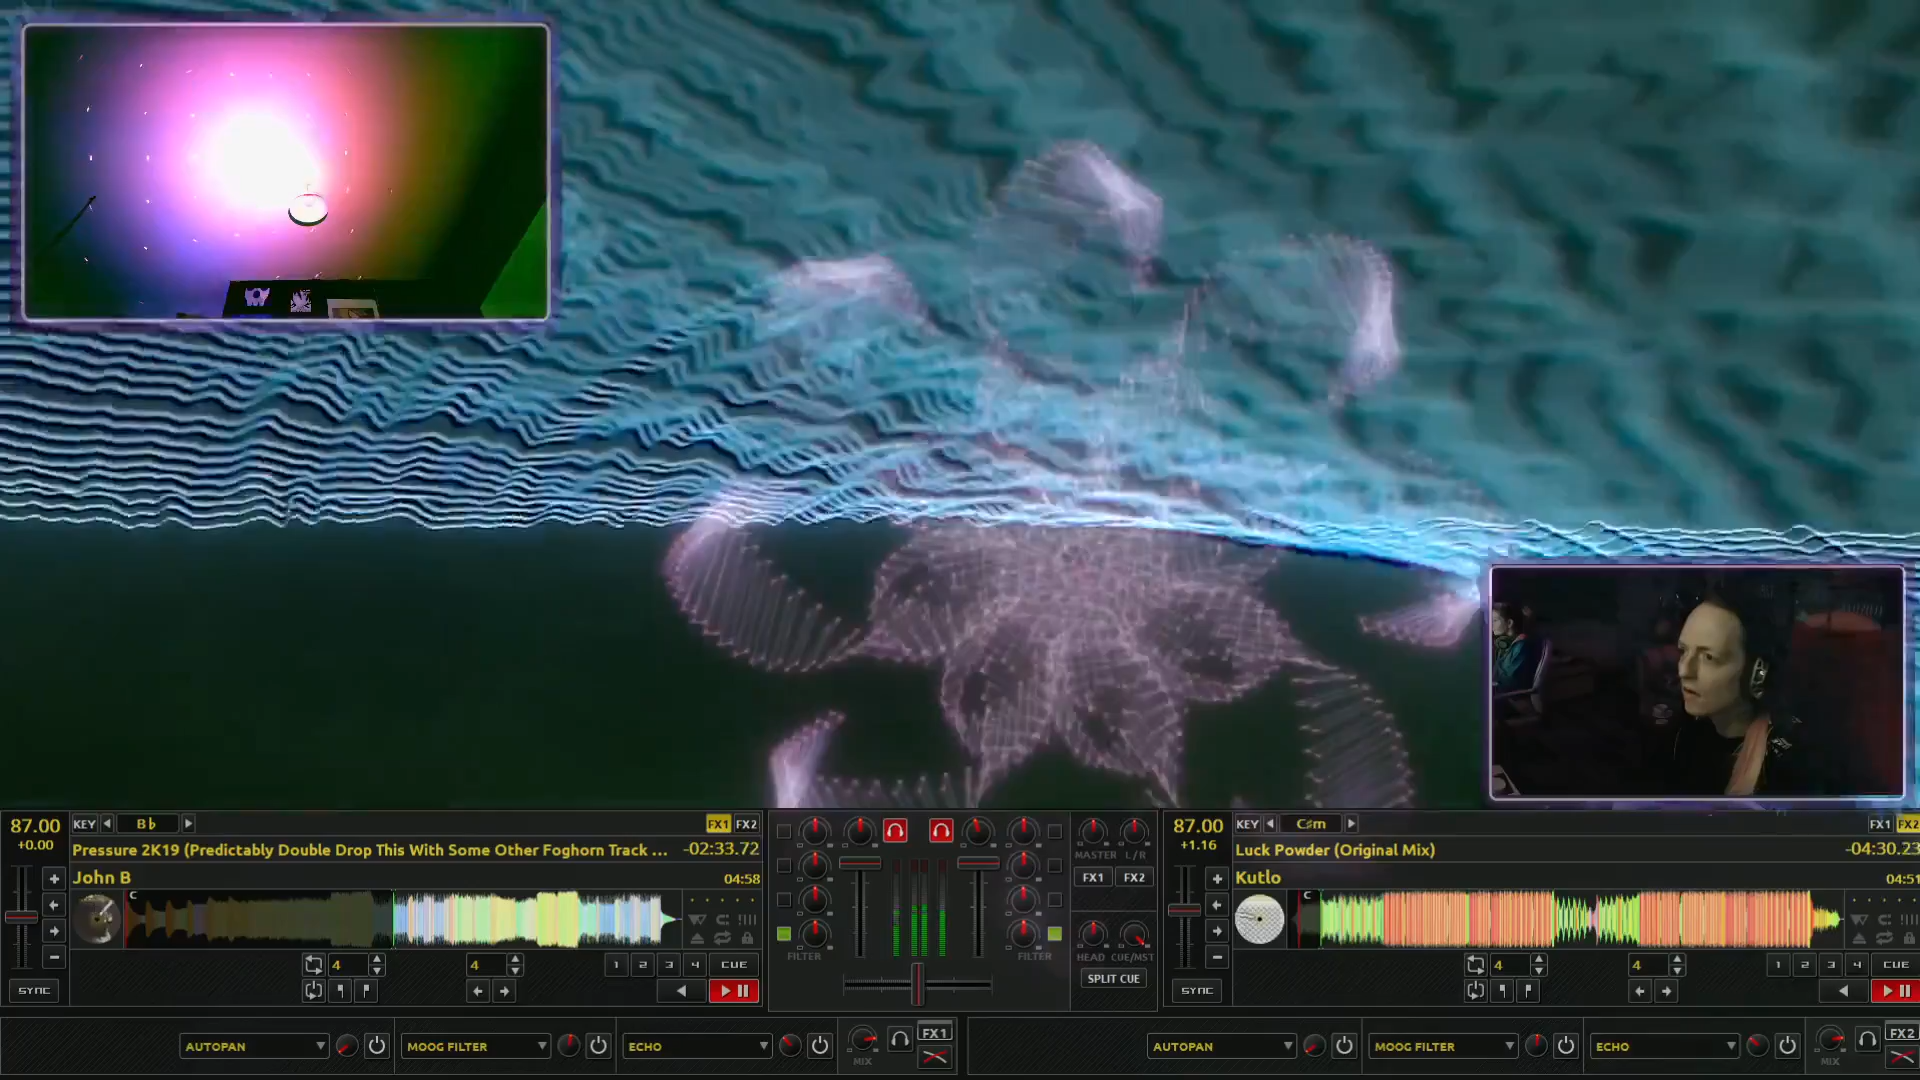 87.00
+0.00
KEY
B♭
FX1 FX2
Pressure 2K19 (Predictably Double Drop This With Some Other Foghorn Track ...
-02:33.72
John B
04:58
C
4
4
1 2 3 4 CUE
SYNC
FILTER
FILTER
MASTER L/R
FX1 FX2
HEAD CUE/MST
SPLIT CUE
87.00
+1.16
KEY
C♯m
FX1 FX2
Luck Powder (Original Mix)
-04:30.23
Kutlo
04:51
C
4
4
1 2 3 4 CUE
SYNC
AUTOPAN
MOOG FILTER
ECHO
MIX
FX1
AUTOPAN
MOOG FILTER
ECHO
MIX
FX2